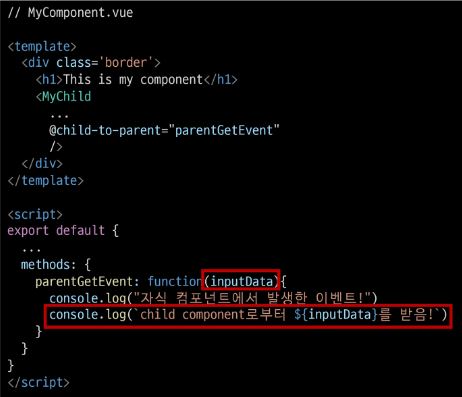 // MyComponent.vue
<template>
<div class='border'>
<h1>This is my component</h1>
<MyChild
...
@child-to-parent="parentGetEvent"
/>
</div>
</template>
<script>
export default {
...
methods: {
parentGetEvent: function(inputData){
console.log("자식 컴포넌트에서 발생한 이벤트!")
console.log(`child component로부터 ${inputData}를 받음!`)
}
}
}
</script>